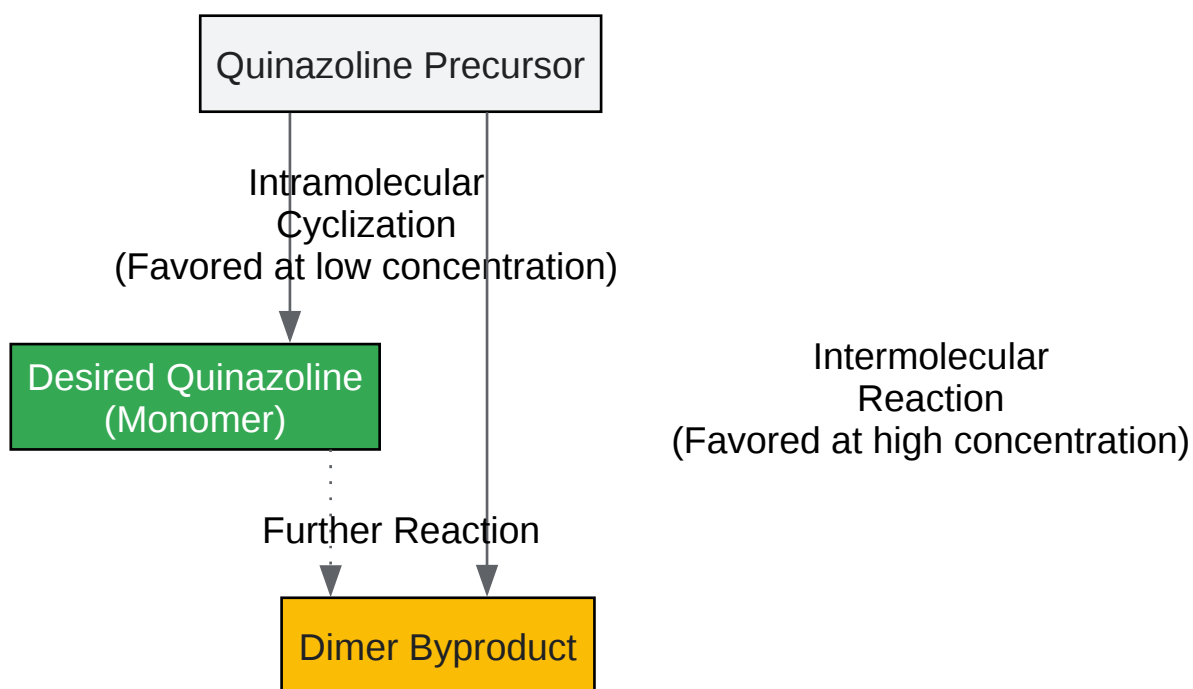 Quinazoline Precursor
Intramolecular
Cyclization
(Favored at low concentration)
Desired Quinazoline
(Monomer)
Intermolecular
Reaction
(Favored at high concentration)
Further Reaction
Dimer Byproduct